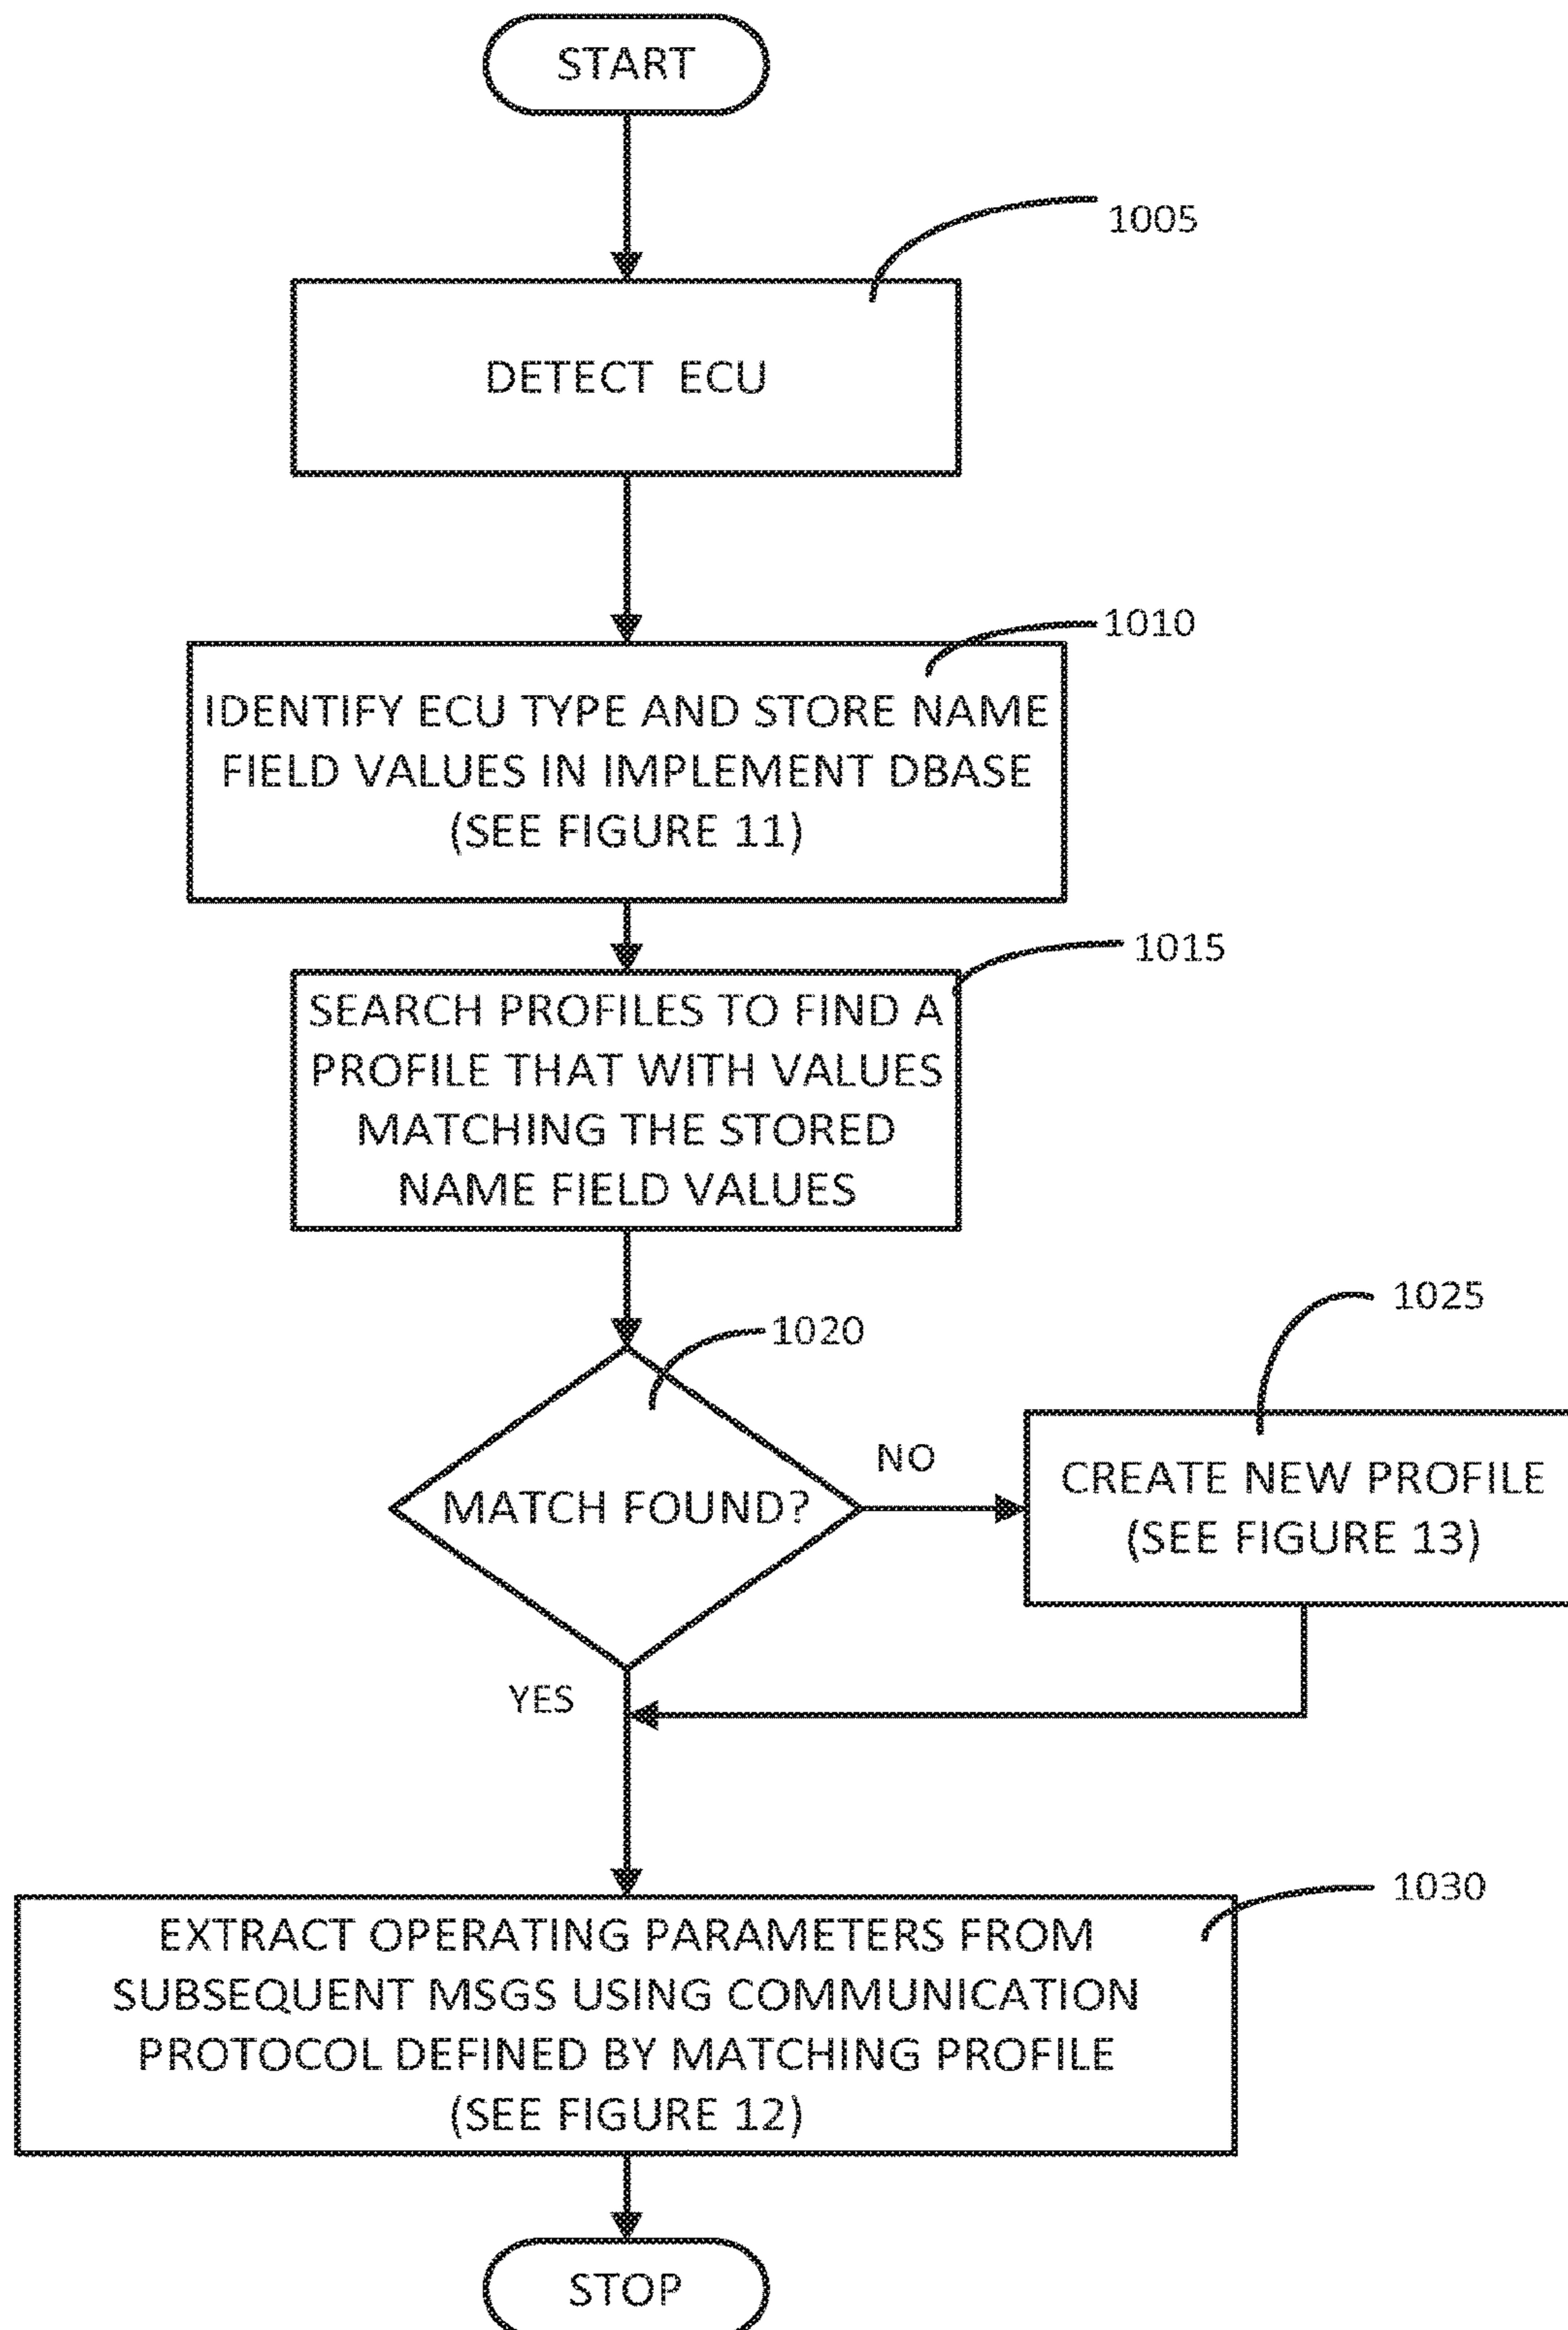 START
1005
DETECT ECU
1010
IDENTIFY ECU TYPE AND STORE NAME
FIELD VALUES IN IMPLEMENT DBASE
(SEE FIGURE 11)
1015
SEARCH PROFILES TO FIND A
PROFILE THAT WITH VALUES
MATCHING THE STORED
NAME FIELD VALUES
1020
MATCH FOUND?
NO
1025
CREATE NEW PROFILE
(SEE FIGURE 13)
YES
1030
EXTRACT OPERATING PARAMETERS FROM
SUBSEQUENT MSGS USING COMMUNICATION
PROTOCOL DEFINED BY MATCHING PROFILE
(SEE FIGURE 12)
STOP